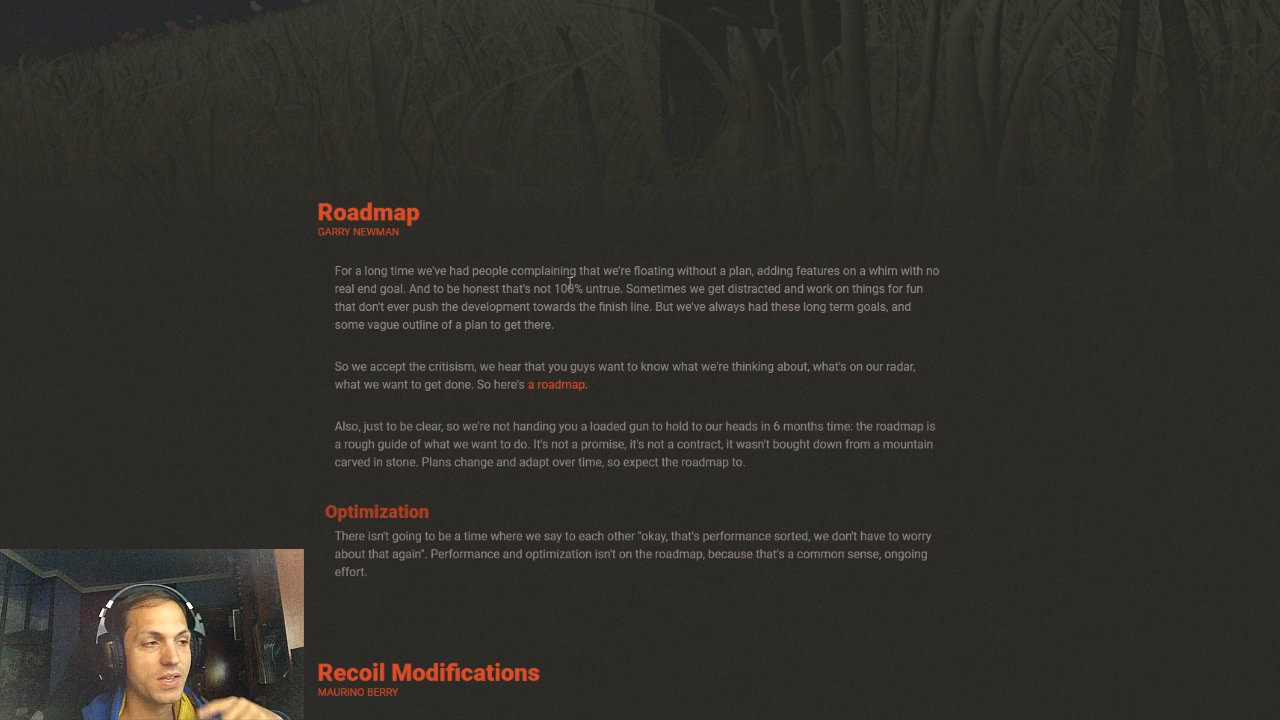 Roadmap
GARRY NEWMAN
For a long time we've had people complaining that we're floating without a plan, adding features on a whim with no
real end goal. And to be honest that's not 100% untrue. Sometimes we get distracted and work on things for fun
that don't ever push the development towards the finish line. But we've always had these long term goals, and
some vague outline of a plan to get there.
So we accept the critisism, we hear that you guys want to know what we're thinking about, what's on our radar,
what we want to get done. So here's a roadmap.
Also, just to be clear, so we're not handing you a loaded gun to hold to our heads in 6 months time: the roadmap is
a rough guide of what we want to do. It's not a promise, it's not a contract, it wasn't bought down from a mountain
carved in stone. Plans change and adapt over time, so expect the roadmap to.
Optimization
There isn't going to be a time where we say to each other "okay, that's performance sorted, we don't have to worry
about that again". Performance and optimization isn't on the roadmap, because that's a common sense, ongoing
effort.
Recoil Modifications
MAURINO BERRY